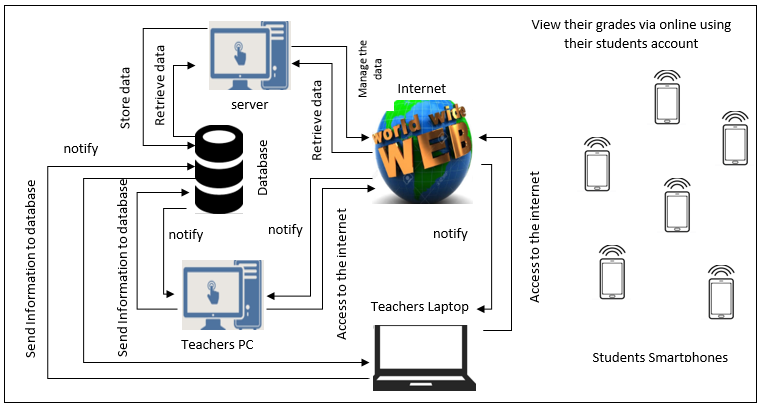 View their grades via online using
their students account
Store data
Retrieve data
server
Manage the
data
Retrieve data
Internet
world wide
WEB
notify
Database
Send Information to database
Send Information to database
notify
notify
Access to the internet
notify
Access to the internet
Teachers PC
Teachers Laptop
Students Smartphones